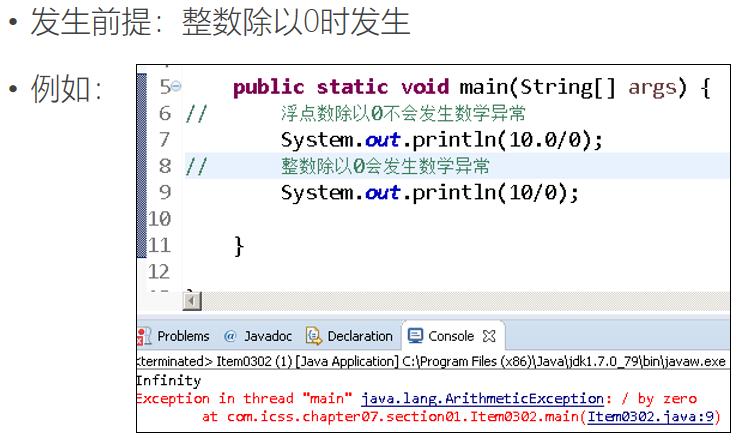 • 发生前提：整数除以0时发生
• 例如：
5 public static void main(String[] args) {
6 // 浮点数除以0不会发生数学异常
7 System.out.println(10.0/0);
8 // 整数除以0会发生数学异常
9 System.out.println(10/0);
10
11 }
12
Problems @ Javadoc Declaration Console
<terminated> Item0302 (1) [Java Application] C:\Program Files (x86)\Java\jdk1.7.0_79\bin\javaw.exe
Infinity
Exception in thread "main" java.lang.ArithmeticException: / by zero
at com.icss.chapter07.section01.Item0302.main(Item0302.java:9)